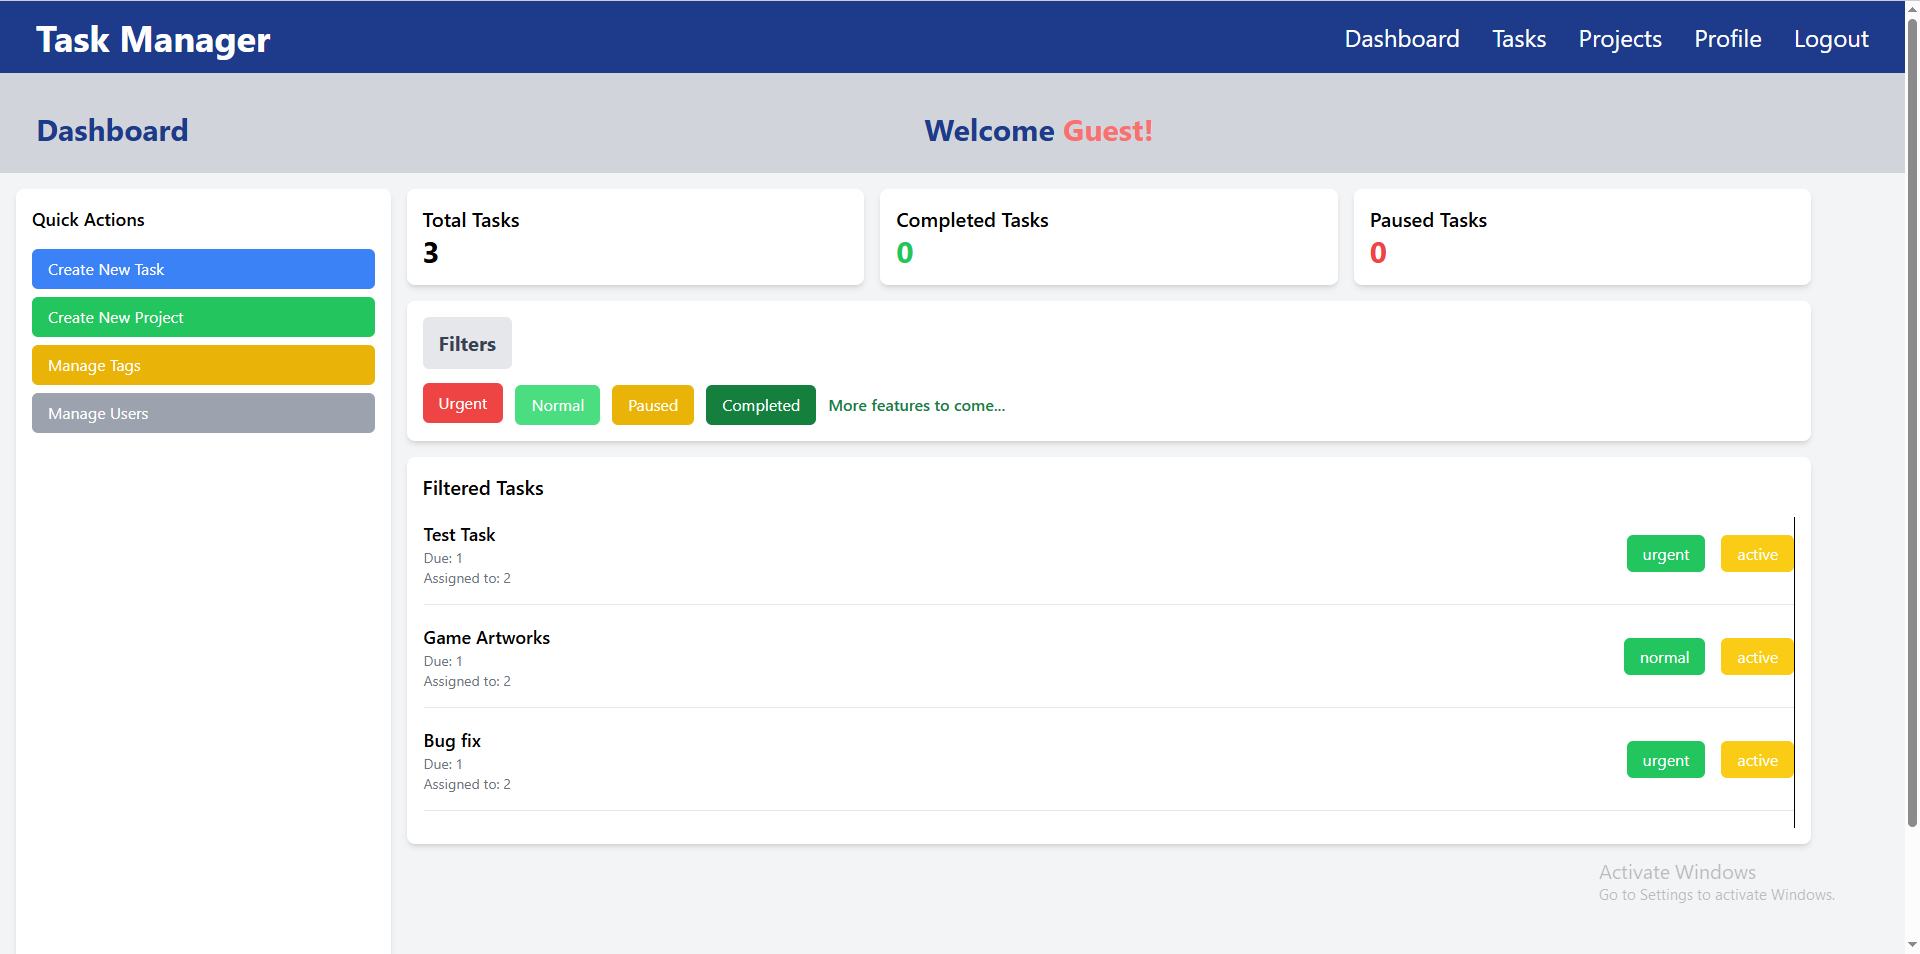 Task Manager
Dashboard Tasks Projects Profile Logout
Dashboard
Welcome Guest!
Quick Actions
Create New Task
Create New Project
Manage Tags
Manage Users
Total Tasks
3
Completed Tasks
0
Paused Tasks
0
Filters
Urgent Normal Paused Completed More features to come...
Filtered Tasks
Test Task
Due: 1
Assigned to: 2
urgent active
Game Artworks
Due: 1
Assigned to: 2
normal active
Bug fix
Due: 1
Assigned to: 2
urgent active
Activate Windows
Go to Settings to activate Windows.